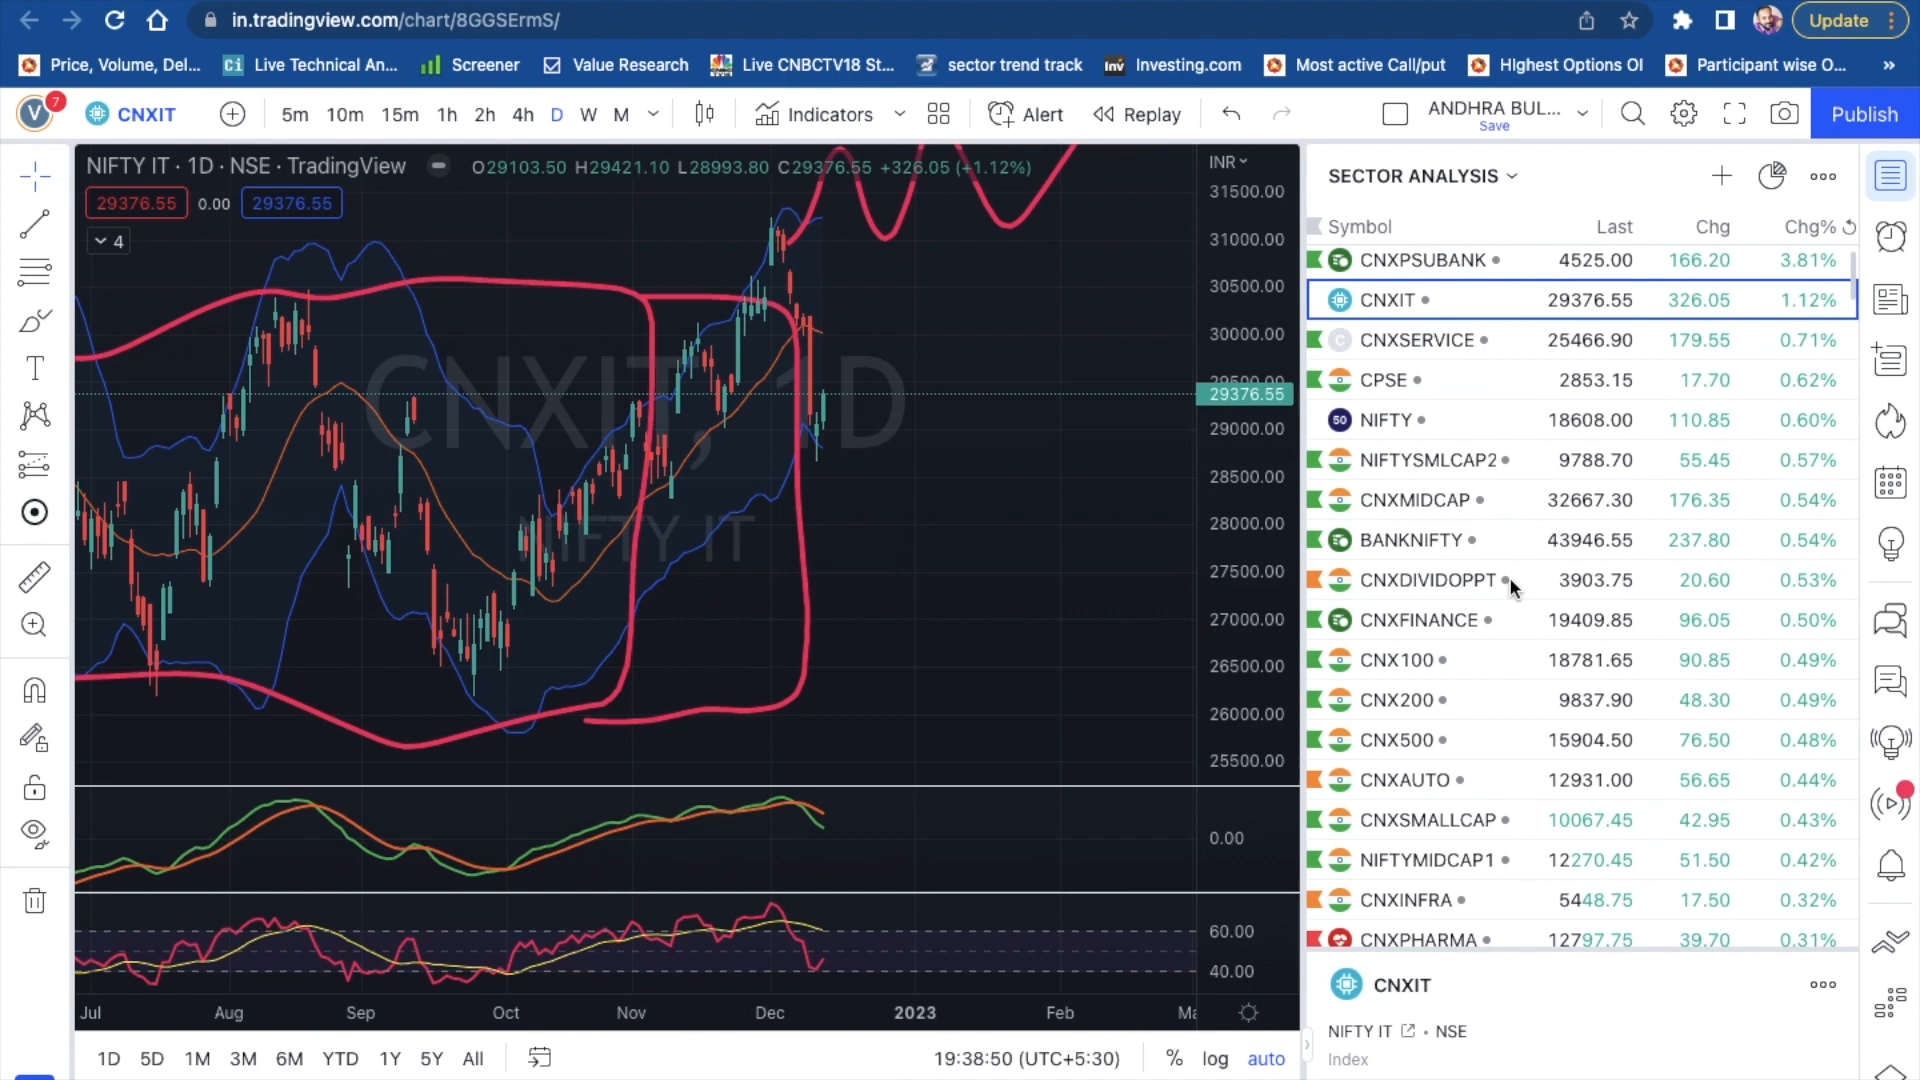 in.tradingview.com/chart/8GGSErmS/
Update
Price, Volume, Del...
Ci Live Technical An...
Screener
Value Research
Live CNBCTV18 St...
sector trend track
Inv Investing.com
Most active Call/put
HIghest Options OI
Participant wise O...
»
V 7
CNXIT
5m 10m 15m 1h 2h 4h D W M
Indicators
Alert
Replay
ANDHRA BUL...
Save
Publish
NIFTY IT · 1D · NSE · TradingView
O29103.50 H29421.10 L28993.80 C29376.55 +326.05 (+1.12%)
29376.55 0.00 29376.55
4
CNXIT, 1D
NIFTY IT
INR
31500.00
31000.00
30500.00
30000.00
29500.00
29376.55
29000.00
28500.00
28000.00
27500.00
27000.00
26500.00
26000.00
25500.00
0.00
60.00
40.00
Jul Aug Sep Oct Nov Dec 2023 Feb Ma
1D 5D 1M 3M 6M YTD 1Y 5Y All
19:38:50 (UTC+5:30)
% log auto
SECTOR ANALYSIS
Symbol Last Chg Chg%
CNXPSUBANK 4525.00 166.20 3.81%
CNXIT 29376.55 326.05 1.12%
C CNXSERVICE 25466.90 179.55 0.71%
CPSE 2853.15 17.70 0.62%
50 NIFTY 18608.00 110.85 0.60%
NIFTYSMLCAP2 9788.70 55.45 0.57%
CNXMIDCAP 32667.30 176.35 0.54%
BANKNIFTY 43946.55 237.80 0.54%
CNXDIVIDOPPT 3903.75 20.60 0.53%
CNXFINANCE 19409.85 96.05 0.50%
CNX100 18781.65 90.85 0.49%
CNX200 9837.90 48.30 0.49%
CNX500 15904.50 76.50 0.48%
CNXAUTO 12931.00 56.65 0.44%
CNXSMALLCAP 10067.45 42.95 0.43%
NIFTYMIDCAP1 12270.45 51.50 0.42%
CNXINFRA 5448.75 17.50 0.32%
CNXPHARMA 12797.75 39.70 0.31%
CNXIT
NIFTY IT • NSE
Index